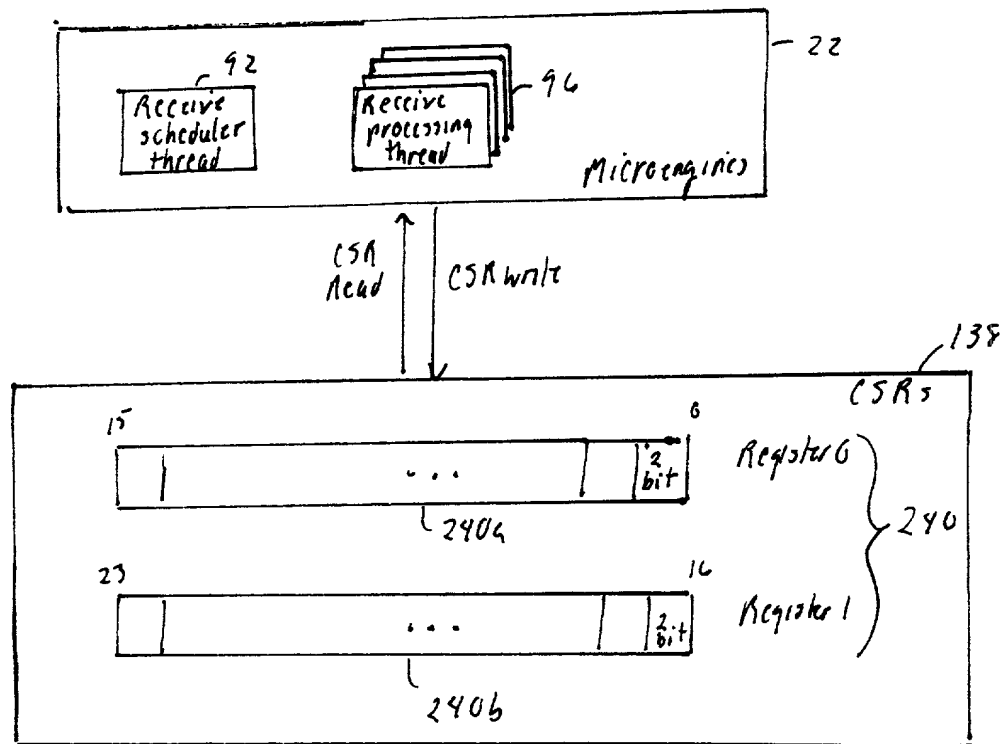 92
22
Receive
scheduler
thread
Receive
processing
thread
96
Microengines
CSR
Read
CSR write
138
CSRs
15
0
2
bit
Register 0
240a
240
23
16
2
bit
Register 1
240b